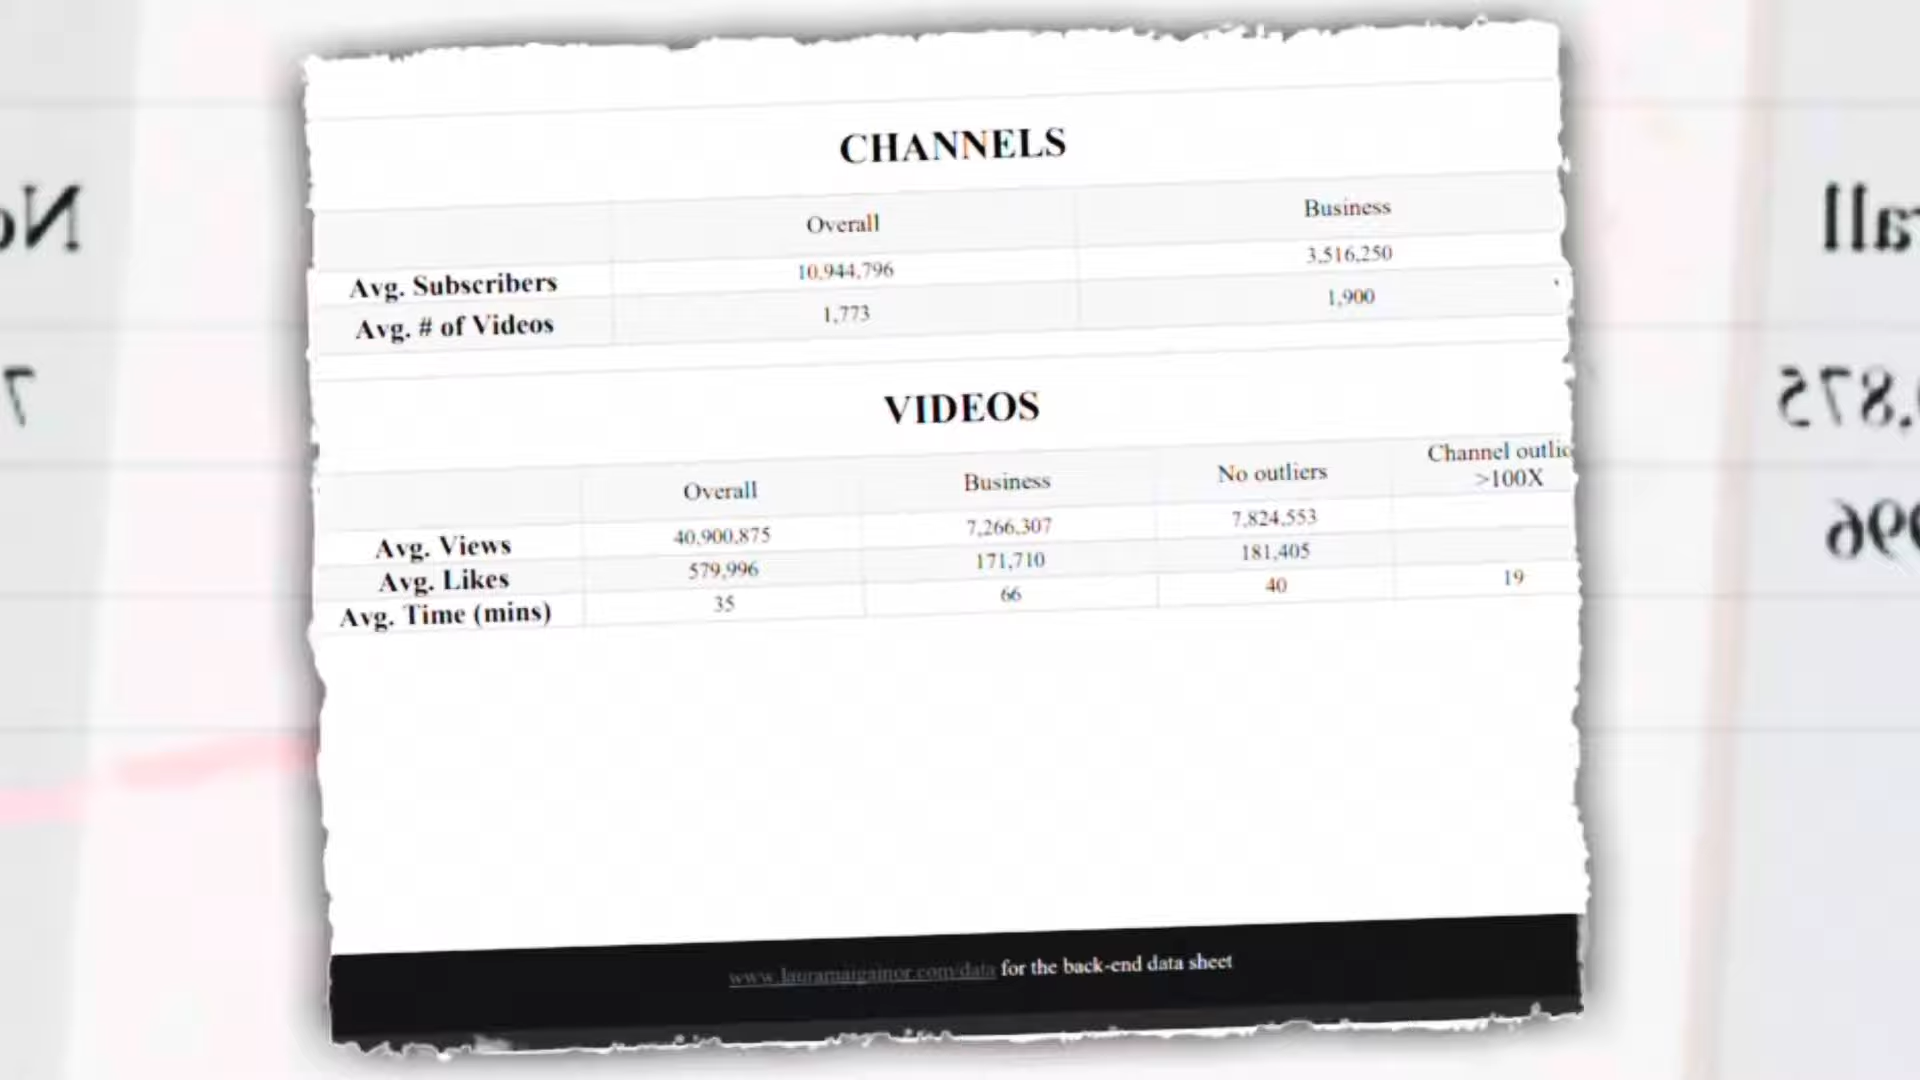 CHANNELS
Overall Business
Avg. Subscribers 10,944,796 3,516,250
Avg. # of Videos 1,773 1,900
VIDEOS
Overall Business No outliers Channel outlie
>100X
Avg. Views 40,900,875 7,266,307 7,824,553
Avg. Likes 579,996 171,710 181,405
Avg. Time (mins) 35 66 40 19
for the back-end data sheet